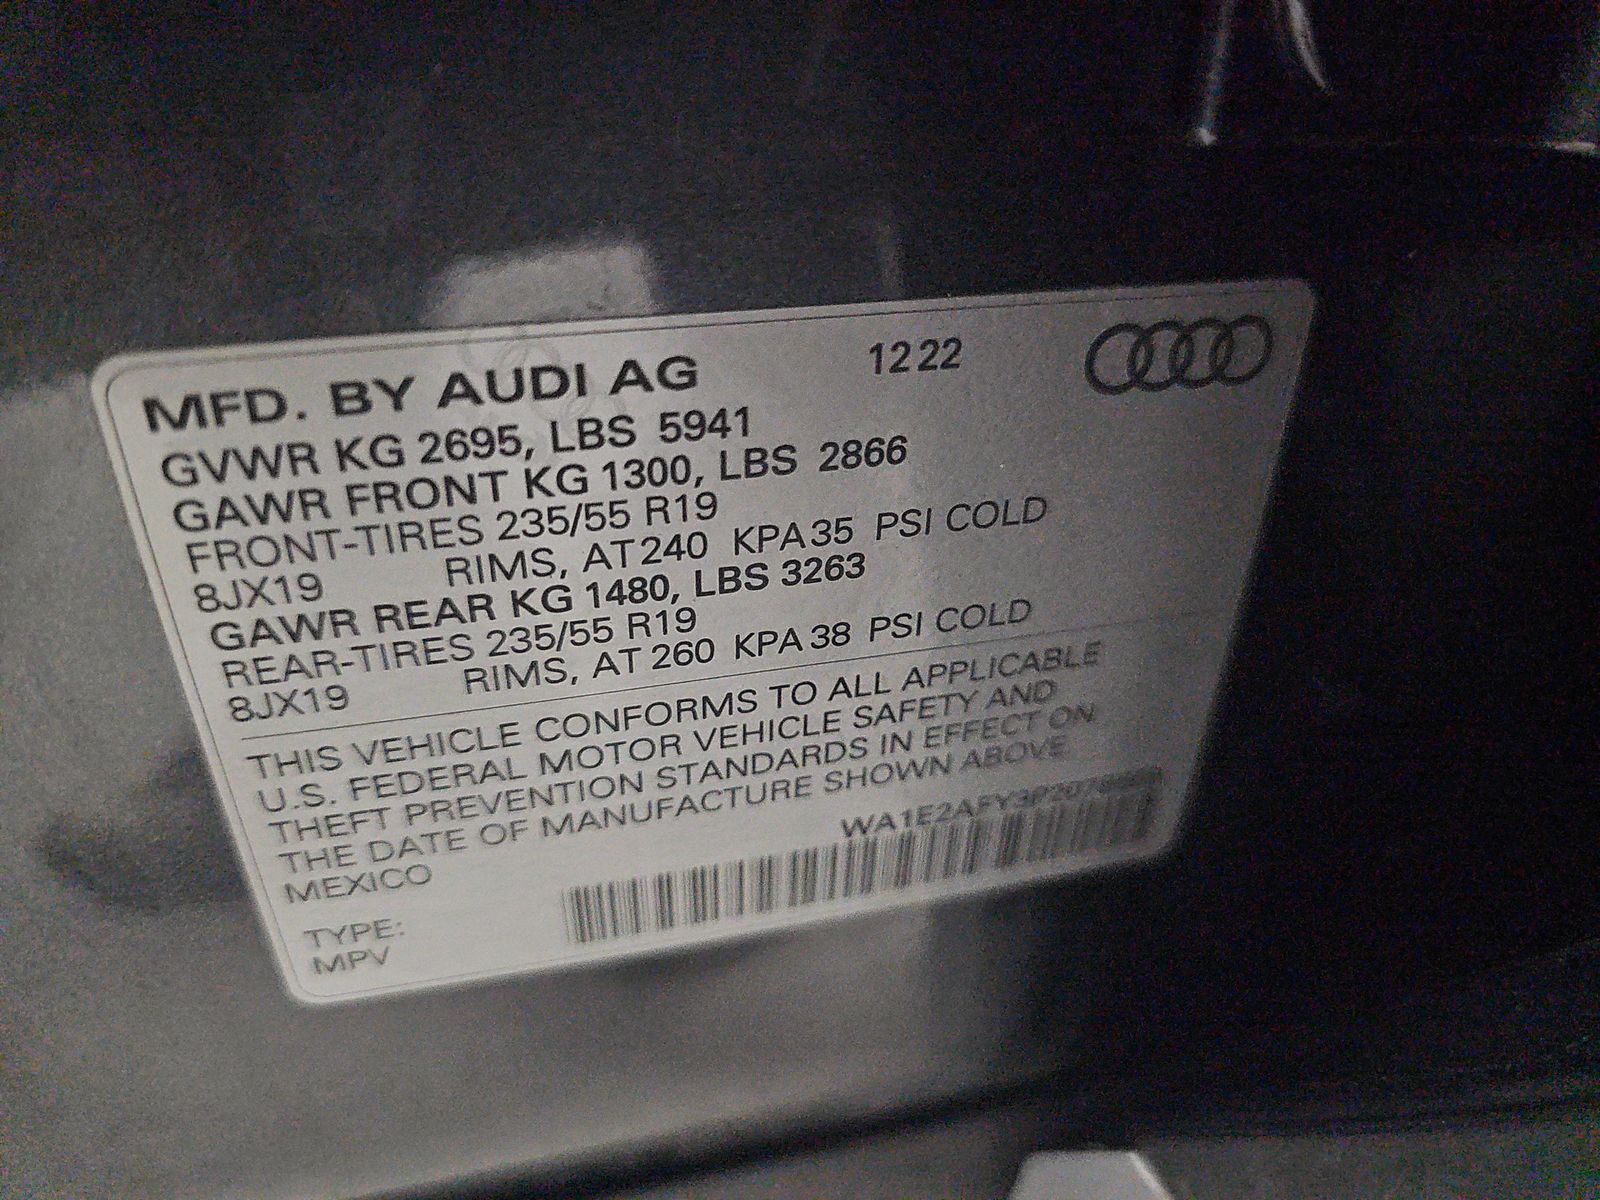 MFD. BY AUDI AG 12 22
GVWR KG 2695, LBS 5941
GAWR FRONT KG 1300, LBS 2866
FRONT-TIRES 235/55 R19
8JX19 RIMS, AT 240 KPA 35 PSI COLD
GAWR REAR KG 1480, LBS 3263
REAR-TIRES 235/55 R19
8JX19 RIMS, AT 260 KPA 38 PSI COLD
THIS VEHICLE CONFORMS TO ALL APPLICABLE
U.S. FEDERAL MOTOR VEHICLE SAFETY AND
THEFT PREVENTION STANDARDS IN EFFECT ON
THE DATE OF MANUFACTURE SHOWN ABOVE
MEXICO
TYPE:
MPV